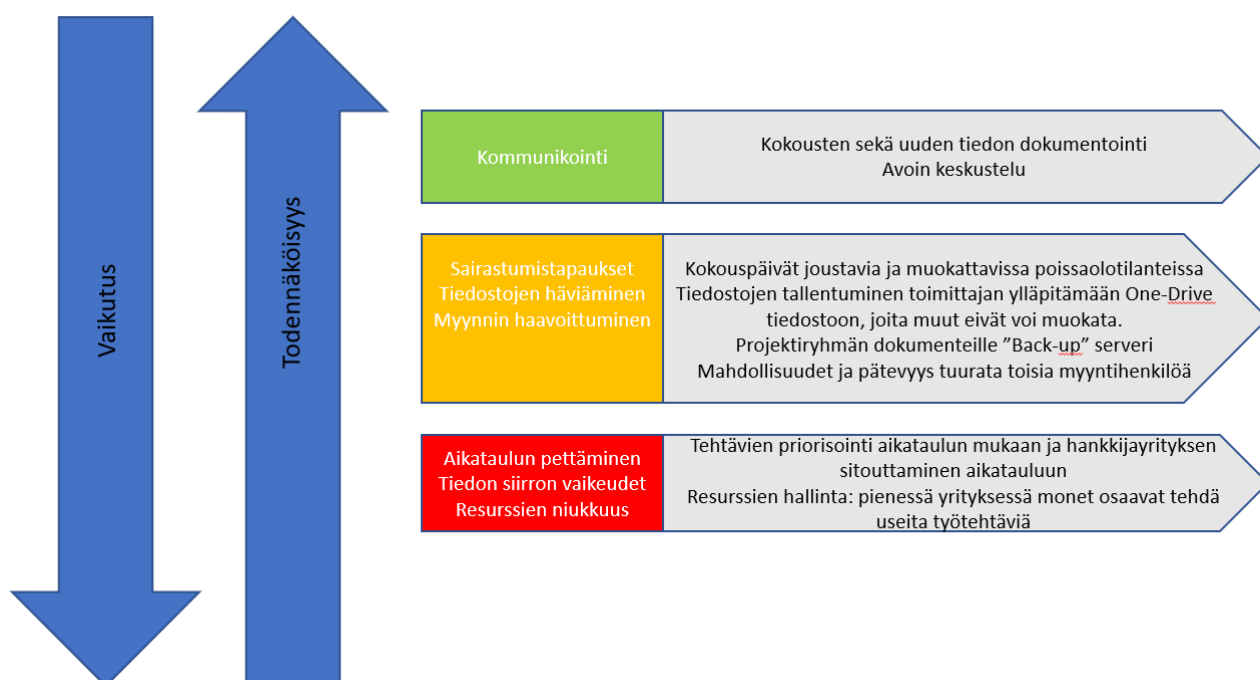 Vaikutus
Todennäköisyys
Kommunikointi
Kokousten sekä uuden tiedon dokumentointi
Avoin keskustelu
Sairastumistapaukset
Tiedostojen häviäminen
Myynnin haavoittuminen
Kokouspäivät joustavia ja muokattavissa poissaolotilanteissa
Tiedostojen tallentuminen toimittajan ylläpitämään One-Drive
tiedostoon, joita muut eivät voi muokata.
Projektiryhmän dokumenteille ”Back-up” serveri
Mahdollisuudet ja pätevyys tuurata toisia myyntihenkilöä
Aikataulun pettäminen
Tiedon siirron vaikeudet
Resurssien niukkuus
Tehtävien priorisointi aikataulun mukaan ja hankkijayrityksen
sitouttaminen aikatauluun
Resurssien hallinta: pienessä yrityksessä monet osaavat tehdä
useita työtehtäviä